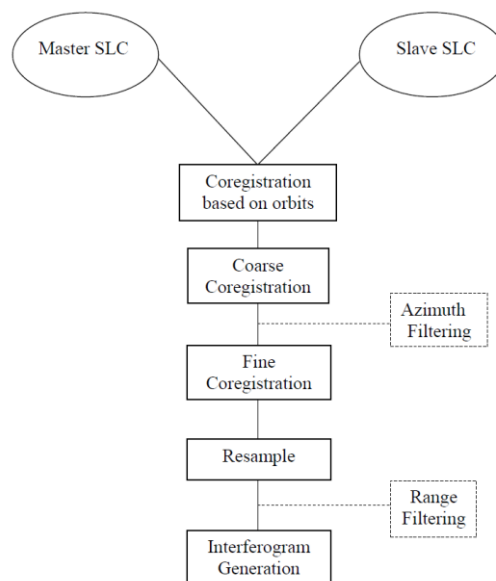 Master SLC
Slave SLC
Coregistration
based on orbits
Coarse
Coregistration
Azimuth
Filtering
Fine
Coregistration
Resample
Range
Filtering
Interferogram
Generation